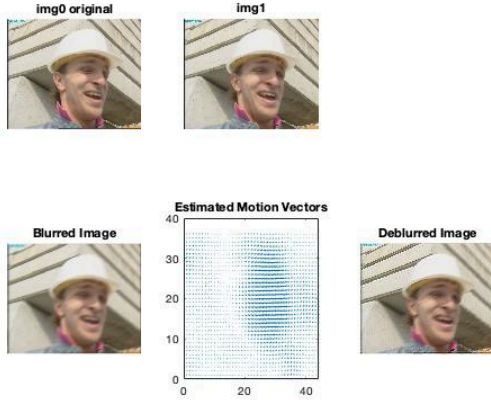 img0 original
img1
Estimated Motion Vectors
Blurred Image
Deblurred Image
40
30
20
10
0
0 20 40